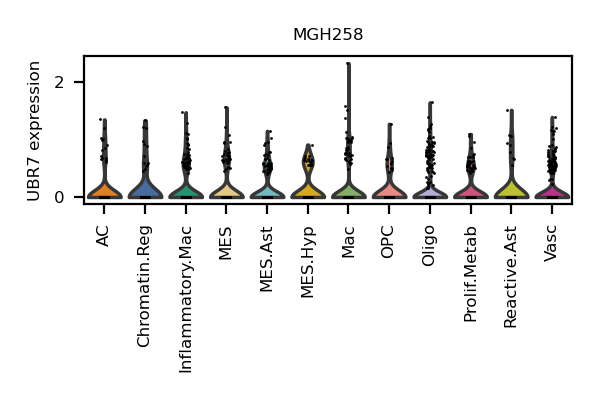 MGH258
UBR7 expression
2
0
AC
Chromatin.Reg
Inflammatory.Mac
MES
MES.Ast
MES.Hyp
Mac
OPC
Oligo
Prolif.Metab
Reactive.Ast
Vasc